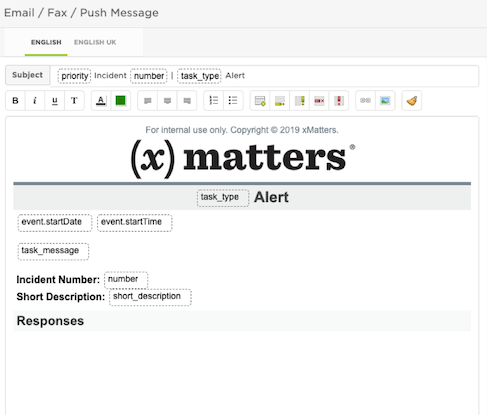 Email / Fax / Push Message
ENGLISH ENGLISH UK
Subject priority Incident number | task_type Alert
B i u T A
For internal use only. Copyright © 2019 xMatters.
(x) matters®
task_type Alert
event.startDate event.startTime
task_message
Incident Number: number
Short Description: short_description
Responses